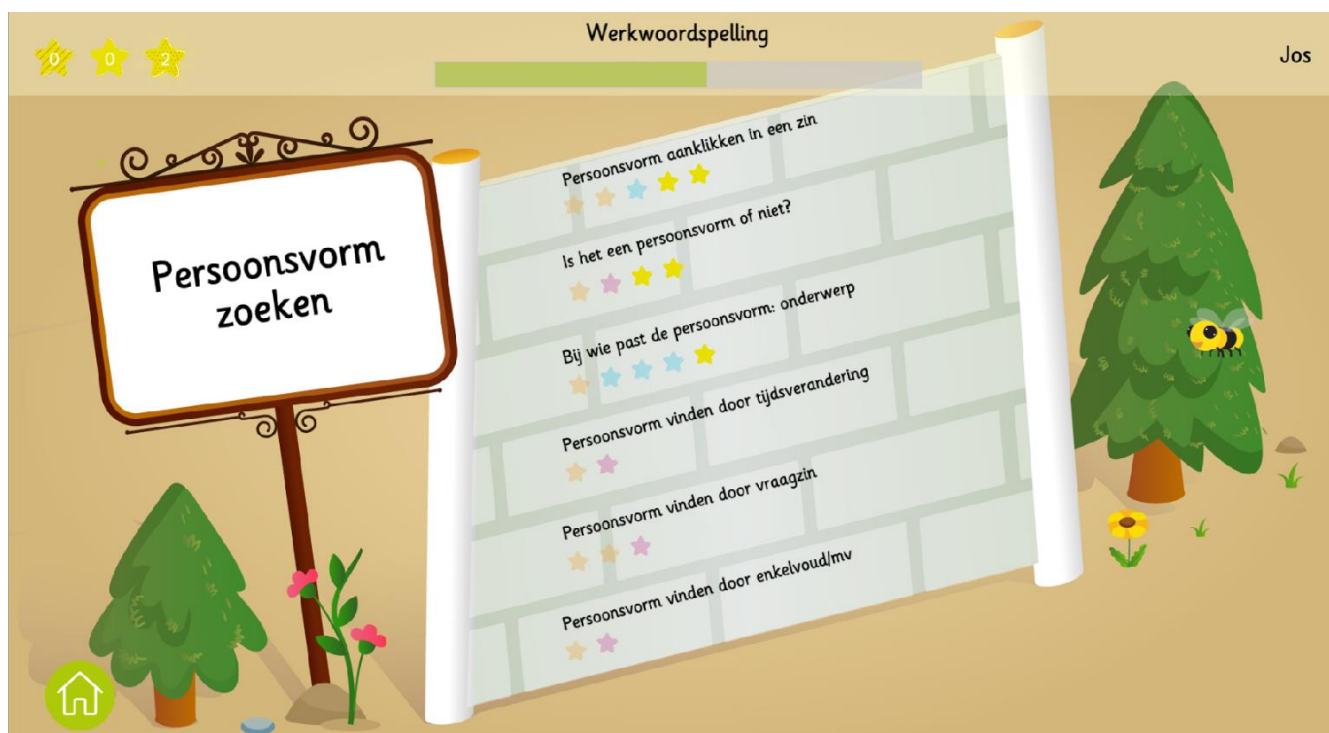 0 0 2
Werkwoordspelling
Jos
Persoonsvorm
zoeken
Persoonsvorm aanklikken in een zin
Is het een persoonsvorm of niet?
Bij wie past de persoonsvorm: onderwerp
Persoonsvorm vinden door tijdsverandering
Persoonsvorm vinden door vraagzin
Persoonsvorm vinden door enkelvoud/mv